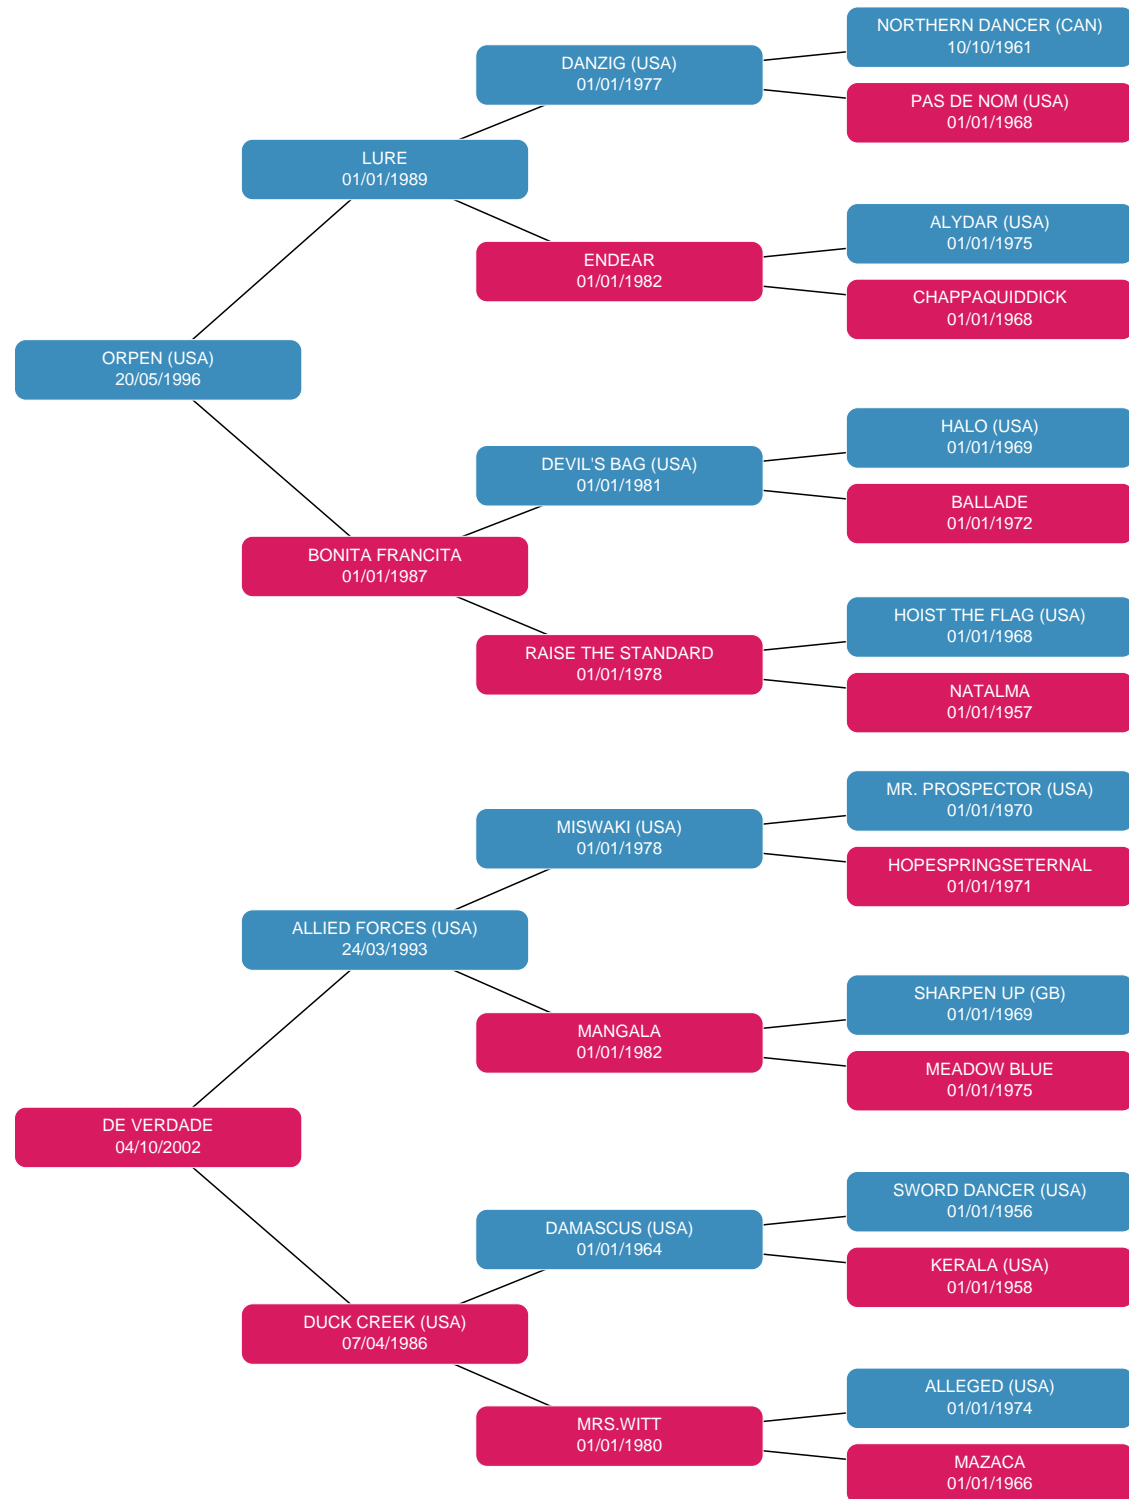 NORTHERN DANCER (CAN)
10/10/1961
DANZIG (USA)
01/01/1977
PAS DE NOM (USA)
01/01/1968
LURE
01/01/1989
ALYDAR (USA)
01/01/1975
ENDEAR
01/01/1982
CHAPPAQUIDDICK
01/01/1968
ORPEN (USA)
20/05/1996
HALO (USA)
01/01/1969
DEVIL'S BAG (USA)
01/01/1981
BALLADE
01/01/1972
BONITA FRANCITA
01/01/1987
HOIST THE FLAG (USA)
01/01/1968
RAISE THE STANDARD
01/01/1978
NATALMA
01/01/1957
MR. PROSPECTOR (USA)
01/01/1970
MISWAKI (USA)
01/01/1978
HOPESPRINGSETERNAL
01/01/1971
ALLIED FORCES (USA)
24/03/1993
SHARPEN UP (GB)
01/01/1969
MANGALA
01/01/1982
MEADOW BLUE
01/01/1975
DE VERDADE
04/10/2002
SWORD DANCER (USA)
01/01/1956
DAMASCUS (USA)
01/01/1964
KERALA (USA)
01/01/1958
DUCK CREEK (USA)
07/04/1986
ALLEGED (USA)
01/01/1974
MRS.WITT
01/01/1980
MAZACA
01/01/1966